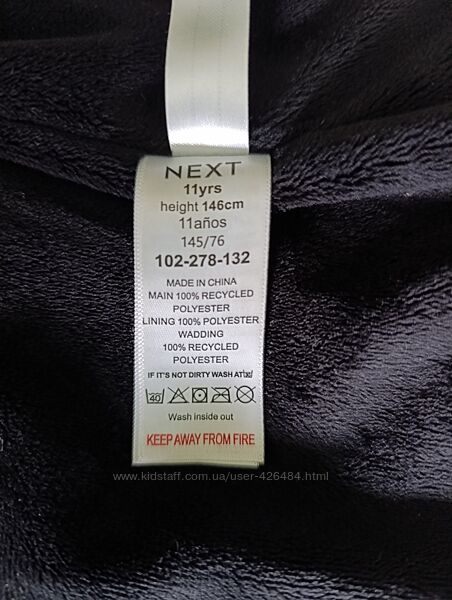 NEXT
11yrs
height 146cm
11años
145/76
102-278-132
MADE IN CHINA
MAIN 100% RECYCLED
POLYESTER
LINING 100% POLYESTER
WADDING
100% RECYCLED
POLYESTER
IF IT'S NOT DIRTY WASH AT
40
Wash inside out
KEEP AWAY FROM FIRE
www.kidstaff.com.ua/user-426484.html